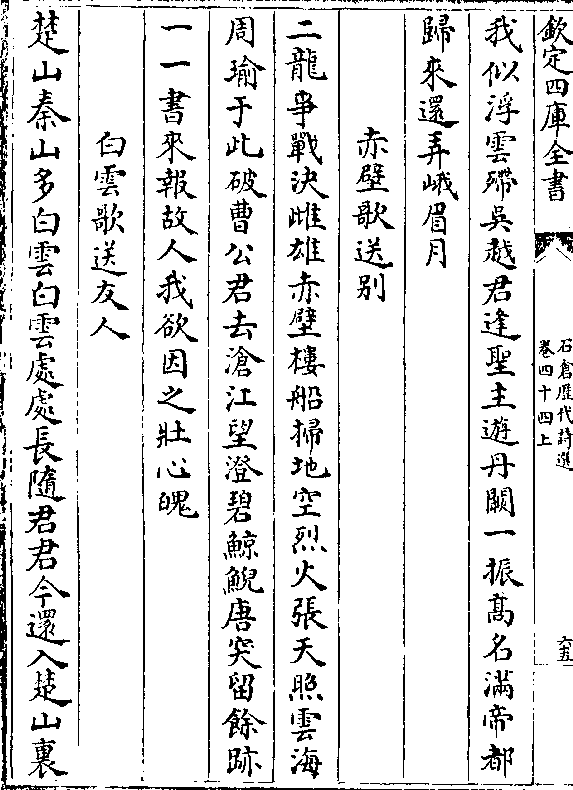 欽定四庫全書
石倉歷代詩選
卷四十四上
六五
我似浮雲殢吳越君逢聖主遊丹闕一振髙名滿帝都
歸來還弄峨眉月
赤壁歌送别
二龍爭戰決雌雄赤壁樓船掃地空烈火張天照雲海
周瑜于此破曹公君去滄江望澄碧鯨鯢唐突留餘跡
一一書來報故人我欲因之壯心魄
白雲歌送友人
楚山秦山多白雲白雲處處長隨君君今還入楚山裏